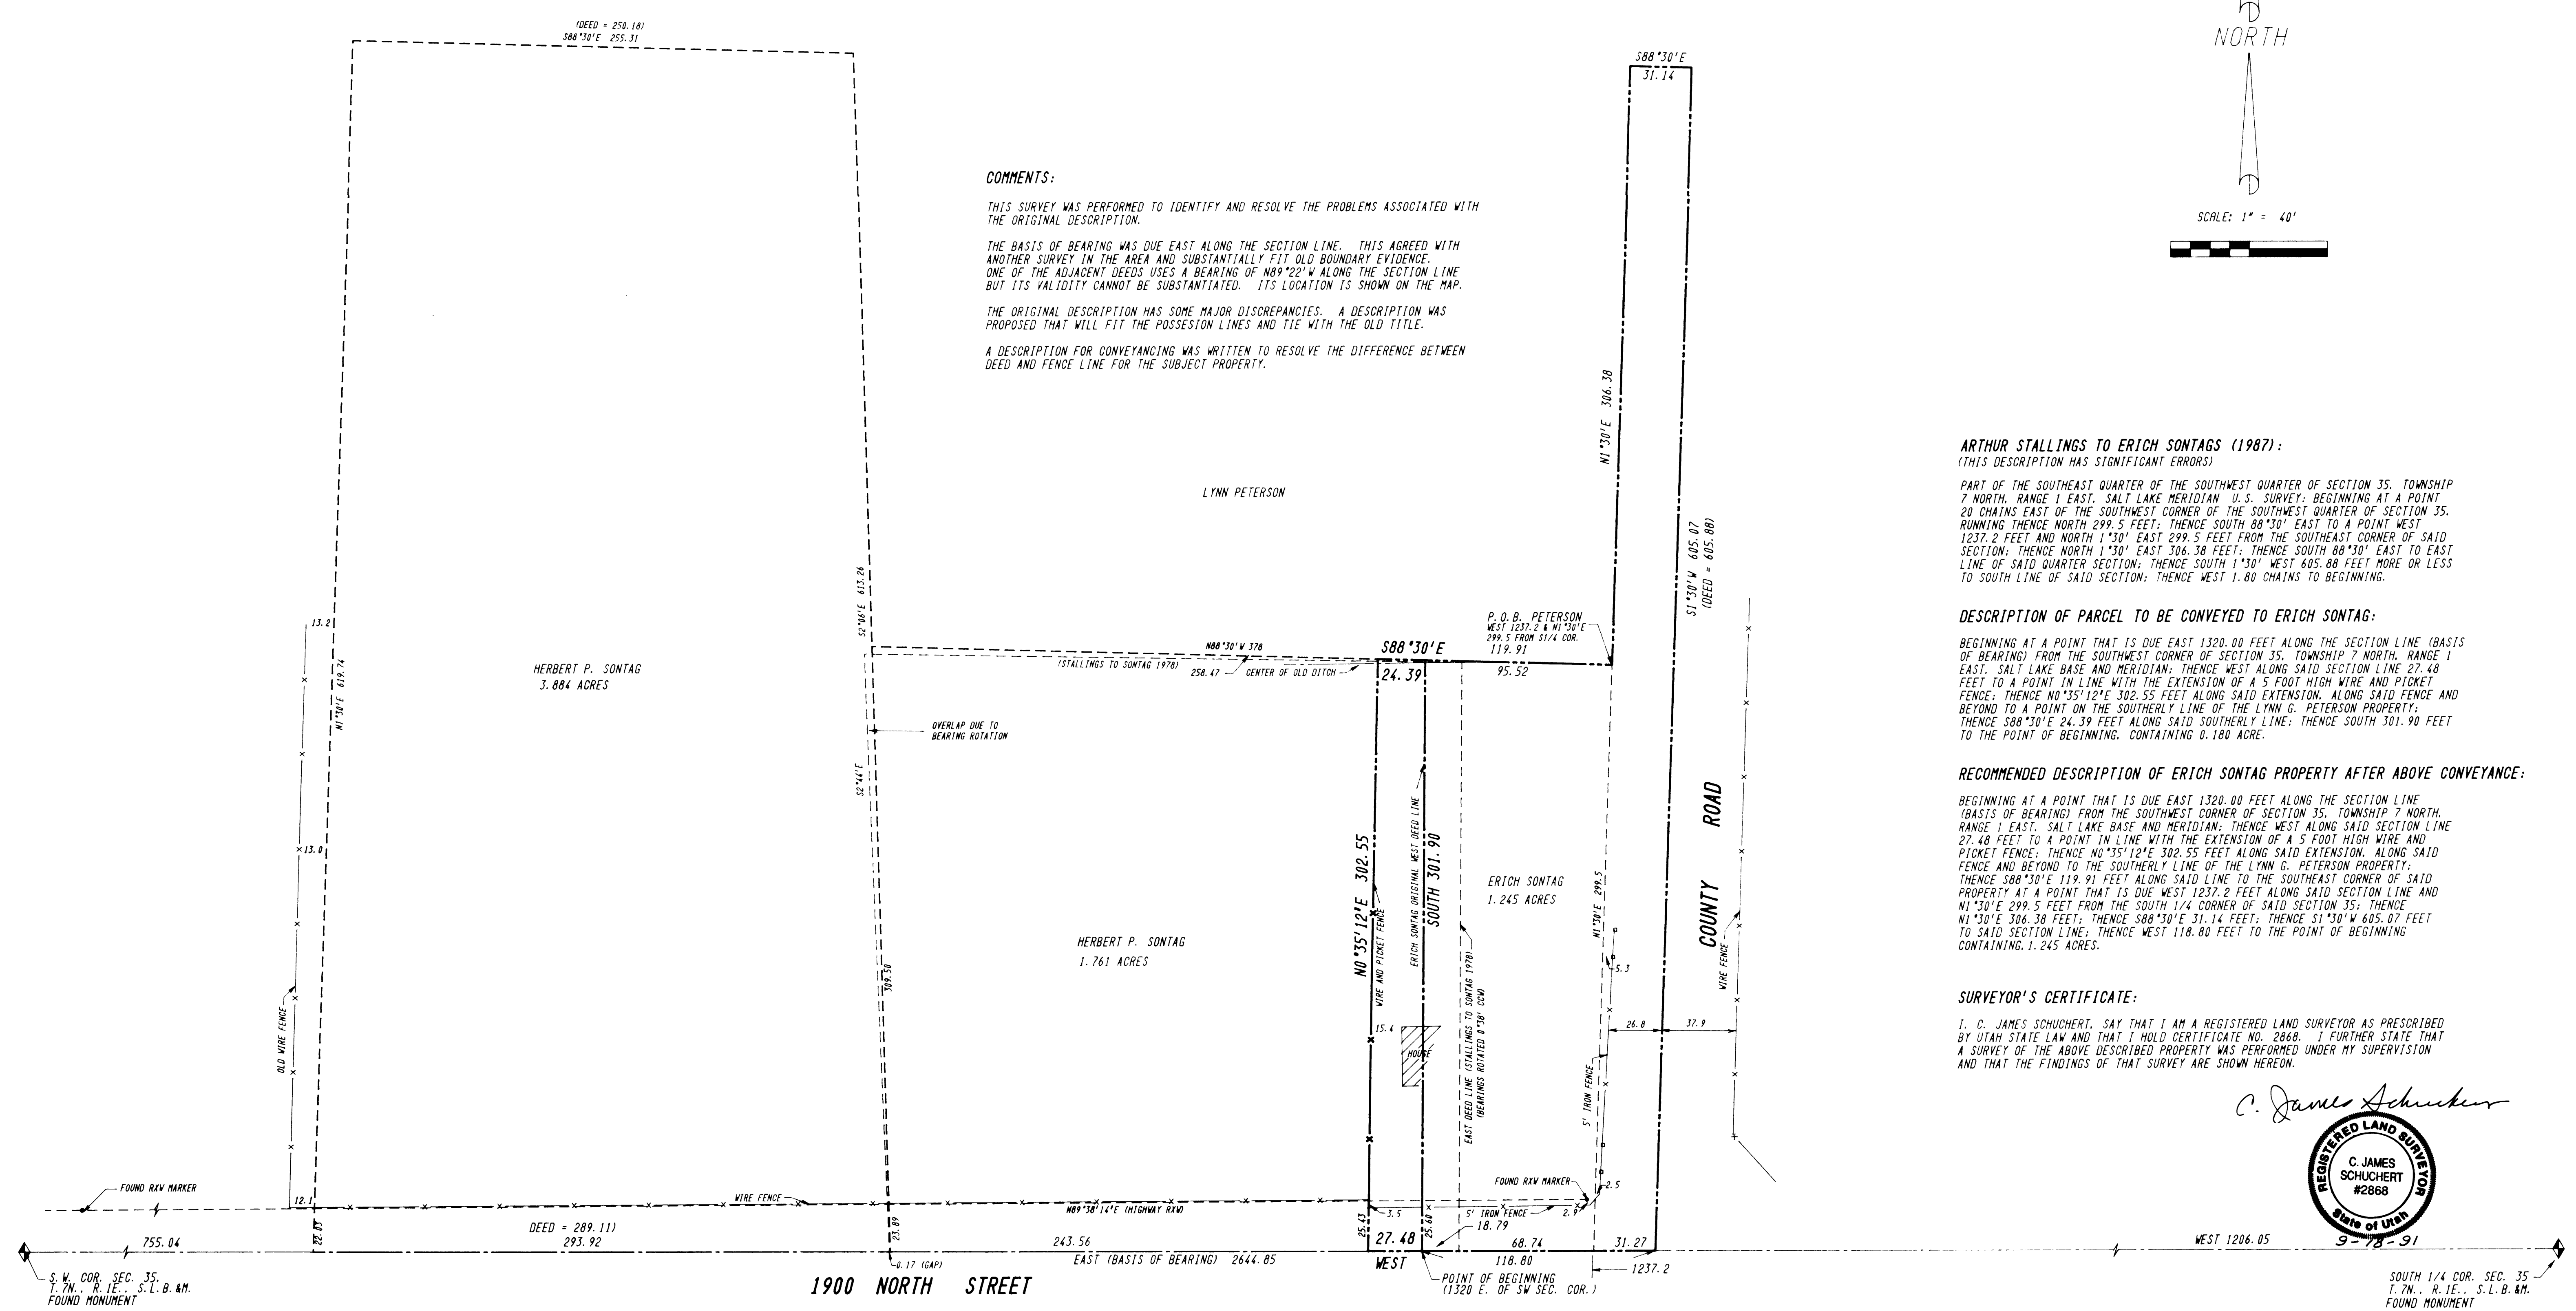 (DEED = 250.18)
S88°30'E 255.31
S88°30'E
31.14
NORTH
SCALE: 1" = 40'
COMMENTS:
THIS SURVEY WAS PERFORMED TO IDENTIFY AND RESOLVE THE PROBLEMS ASSOCIATED WITH
THE ORIGINAL DESCRIPTION.
THE BASIS OF BEARING WAS DUE EAST ALONG THE SECTION LINE. THIS AGREED WITH
ANOTHER SURVEY IN THE AREA AND SUBSTANTIALLY FIT OLD BOUNDARY EVIDENCE.
ONE OF THE ADJACENT DEEDS USES A BEARING OF N89°22'W ALONG THE SECTION LINE
BUT ITS VALIDITY CANNOT BE SUBSTANTIATED. ITS LOCATION IS SHOWN ON THE MAP.
THE ORIGINAL DESCRIPTION HAS SOME MAJOR DISCREPANCIES. A DESCRIPTION WAS
PROPOSED THAT WILL FIT THE POSSESION LINES AND TIE WITH THE OLD TITLE.
A DESCRIPTION FOR CONVEYANCING WAS WRITTEN TO RESOLVE THE DIFFERENCE BETWEEN
DEED AND FENCE LINE FOR THE SUBJECT PROPERTY.
LYNN PETERSON
N1°30'E 306.38
S1°30'W 605.07
(DEED = 605.88)
P.O.B. PETERSON
WEST 1237.2 & N1°30'E
299.5 FROM S1/4 COR.
119.91
S88°30'E
24.39
95.52
N88°30'W 378
(STALLINGS TO SONTAG 1978)
258.47
CENTER OF OLD DITCH
S2°06'E 613.26
S2°44'E
309.50
OVERLAP DUE TO
BEARING ROTATION
HERBERT P. SONTAG
3.884 ACRES
13.2
N1°30'E 619.74
13.0
OLD WIRE FENCE
12.1
HERBERT P. SONTAG
1.761 ACRES
N0°35'12"E 302.55
WIRE AND PICKET FENCE
ERICH SONTAG ORIGINAL WEST DEED LINE
SOUTH 301.90
15.4
HOUSE
EAST DEED LINE (STALLINGS TO SONTAG 1978)
(BEARINGS ROTATED 0°38' CCW)
ERICH SONTAG
1.245 ACRES
N1°30'E 299.5
5.3
5' IRON FENCE
26.8
37.9
COUNTY ROAD
WIRE FENCE
FOUND RXW MARKER
2.5
2.9
5' IRON FENCE
3.5
18.79
FOUND RXW MARKER
WIRE FENCE
N89°38'14"E (HIGHWAY RXW)
22.03
23.89
25.43
25.60
755.04
DEED = 289.11)
293.92
243.56
27.48
68.74
31.27
WEST 1206.05
0.17 (GAP)
EAST (BASIS OF BEARING) 2644.85
WEST
118.80
1237.2
1900 NORTH STREET
POINT OF BEGINNING
(1320 E. OF SW SEC. COR.)
S.W. COR. SEC. 35,
T.7N., R.1E., S.L.B.&M.
FOUND MONUMENT
SOUTH 1/4 COR. SEC. 35
T.7N., R.1E., S.L.B.&M.
FOUND MONUMENT
ARTHUR STALLINGS TO ERICH SONTAGS (1987):
(THIS DESCRIPTION HAS SIGNIFICANT ERRORS)
PART OF THE SOUTHEAST QUARTER OF THE SOUTHWEST QUARTER OF SECTION 35, TOWNSHIP
7 NORTH, RANGE 1 EAST, SALT LAKE MERIDIAN U.S. SURVEY: BEGINNING AT A POINT
20 CHAINS EAST OF THE SOUTHWEST CORNER OF THE SOUTHWEST QUARTER OF SECTION 35,
RUNNING THENCE NORTH 299.5 FEET; THENCE SOUTH 88°30' EAST TO A POINT WEST
1237.2 FEET AND NORTH 1°30' EAST 299.5 FEET FROM THE SOUTHEAST CORNER OF SAID
SECTION; THENCE NORTH 1°30' EAST 306.38 FEET; THENCE SOUTH 88°30' EAST TO EAST
LINE OF SAID QUARTER SECTION; THENCE SOUTH 1°30' WEST 605.88 FEET MORE OR LESS
TO SOUTH LINE OF SAID SECTION; THENCE WEST 1.80 CHAINS TO BEGINNING.
DESCRIPTION OF PARCEL TO BE CONVEYED TO ERICH SONTAG:
BEGINNING AT A POINT THAT IS DUE EAST 1320.00 FEET ALONG THE SECTION LINE (BASIS
OF BEARING) FROM THE SOUTHWEST CORNER OF SECTION 35, TOWNSHIP 7 NORTH, RANGE 1
EAST, SALT LAKE BASE AND MERIDIAN; THENCE WEST ALONG SAID SECTION LINE 27.48
FEET TO A POINT IN LINE WITH THE EXTENSION OF A 5 FOOT HIGH WIRE AND PICKET
FENCE; THENCE N0°35'12"E 302.55 FEET ALONG SAID EXTENSION, ALONG SAID FENCE AND
BEYOND TO A POINT ON THE SOUTHERLY LINE OF THE LYNN G. PETERSON PROPERTY;
THENCE S88°30'E 24.39 FEET ALONG SAID SOUTHERLY LINE; THENCE SOUTH 301.90 FEET
TO THE POINT OF BEGINNING, CONTAINING 0.180 ACRE.
RECOMMENDED DESCRIPTION OF ERICH SONTAG PROPERTY AFTER ABOVE CONVEYANCE:
BEGINNING AT A POINT THAT IS DUE EAST 1320.00 FEET ALONG THE SECTION LINE
(BASIS OF BEARING) FROM THE SOUTHWEST CORNER OF SECTION 35, TOWNSHIP 7 NORTH,
RANGE 1 EAST, SALT LAKE BASE AND MERIDIAN; THENCE WEST ALONG SAID SECTION LINE
27.48 FEET TO A POINT IN LINE WITH THE EXTENSION OF A 5 FOOT HIGH WIRE AND
PICKET FENCE; THENCE N0°35'12"E 302.55 FEET ALONG SAID EXTENSION, ALONG SAID
FENCE AND BEYOND TO THE SOUTHERLY LINE OF THE LYNN G. PETERSON PROPERTY;
THENCE S88°30'E 119.91 FEET ALONG SAID LINE TO THE SOUTHEAST CORNER OF SAID
PROPERTY AT A POINT THAT IS DUE WEST 1237.2 FEET ALONG SAID SECTION LINE AND
N1°30'E 299.5 FEET FROM THE SOUTH 1/4 CORNER OF SAID SECTION 35; THENCE
N1°30'E 306.38 FEET; THENCE S88°30'E 31.14 FEET; THENCE S1°30'W 605.07 FEET
TO SAID SECTION LINE; THENCE WEST 118.80 FEET TO THE POINT OF BEGINNING
CONTAINING, 1.245 ACRES.
SURVEYOR'S CERTIFICATE:
I, C. JAMES SCHUCHERT, SAY THAT I AM A REGISTERED LAND SURVEYOR AS PRESCRIBED
BY UTAH STATE LAW AND THAT I HOLD CERTIFICATE NO. 2868. I FURTHER STATE THAT
A SURVEY OF THE ABOVE DESCRIBED PROPERTY WAS PERFORMED UNDER MY SUPERVISION
AND THAT THE FINDINGS OF THAT SURVEY ARE SHOWN HEREON.
C. James Schuchert
REGISTERED LAND SURVEYOR
C. JAMES
SCHUCHERT
#2868
State of Utah
9-18-91